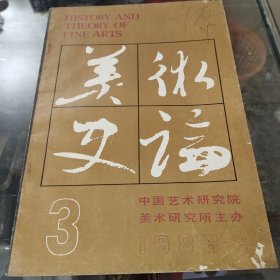 HISTORY AND
THEORY OF
FINE ARTS
美术
史论
3
中国艺术研究院
美术研究所主办